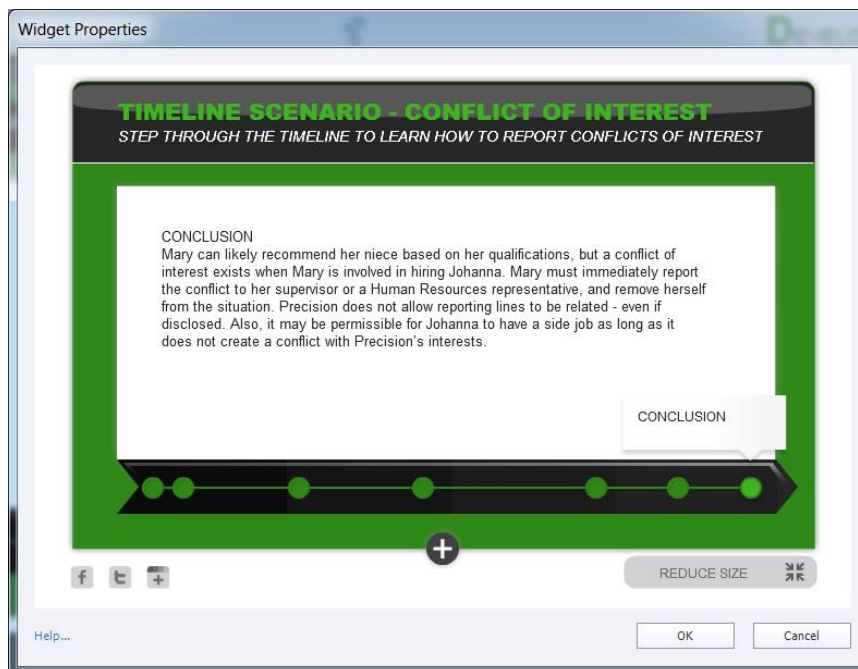 Widget Properties
TIMELINE SCENARIO - CONFLICT OF INTEREST
STEP THROUGH THE TIMELINE TO LEARN HOW TO REPORT CONFLICTS OF INTEREST
CONCLUSION
Mary can likely recommend her niece based on her qualifications, but a conflict of
interest exists when Mary is involved in hiring Johanna. Mary must immediately report
the conflict to her supervisor or a Human Resources representative, and remove herself
from the situation. Precision does not allow reporting lines to be related - even if
disclosed. Also, it may be permissible for Johanna to have a side job as long as it
does not create a conflict with Precision's interests.
CONCLUSION
REDUCE SIZE
Help...
OK
Cancel